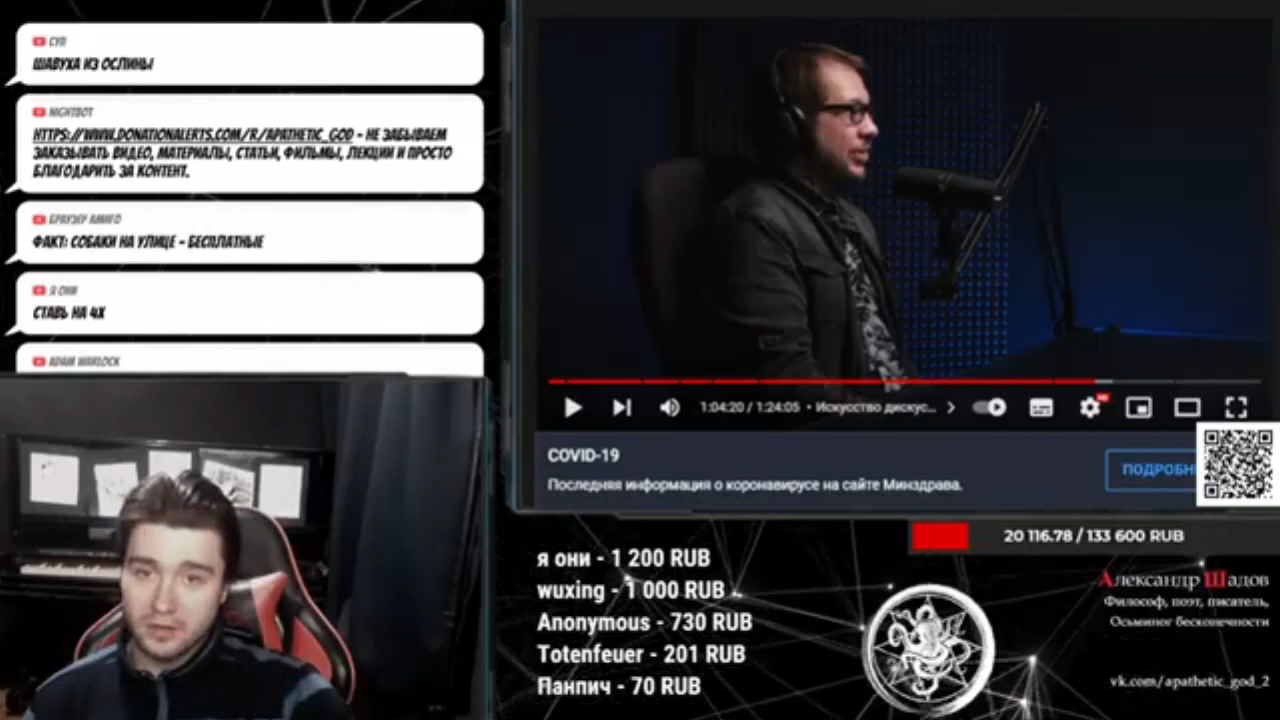 СУП
ШАВУХА ИЗ ОСЛИНЫ
NIGHTBOT
HTTPS://WWW.DONATIONALERTS.COM/R/APATHETIC_GOD - НЕ ЗАБЫВАЕМ
ЗАКАЗЫВАТЬ ВИДЕО, МАТЕРИАЛЫ, СТАТЬИ, ФИЛЬМЫ, ЛЕКЦИИ И ПРОСТО
БЛАГОДАРИТЬ ЗА КОНТЕНТ.
БРАУЗЕР АМИГО
ФАКТ: СОБАКИ НА УЛИЦЕ - БЕСПЛАТНЫЕ
Я ОНИ
СТАВЬ НА 4Х
ADAM WARLOCK
1:04:20 / 1:24:05 • Искусство дискус...
HD
COVID-19
Последняя информация о коронавирусе на сайте Минздрава.
ПОДРОБН
20 116.78 / 133 600 RUB
я они - 1 200 RUB
wuxing - 1 000 RUB
Anonymous - 730 RUB
Totenfeuer - 201 RUB
Панпич - 70 RUB
Александр Шадов
Философ, поэт, писатель,
Осьминог бесконечности
vk.com/apathetic_god_2